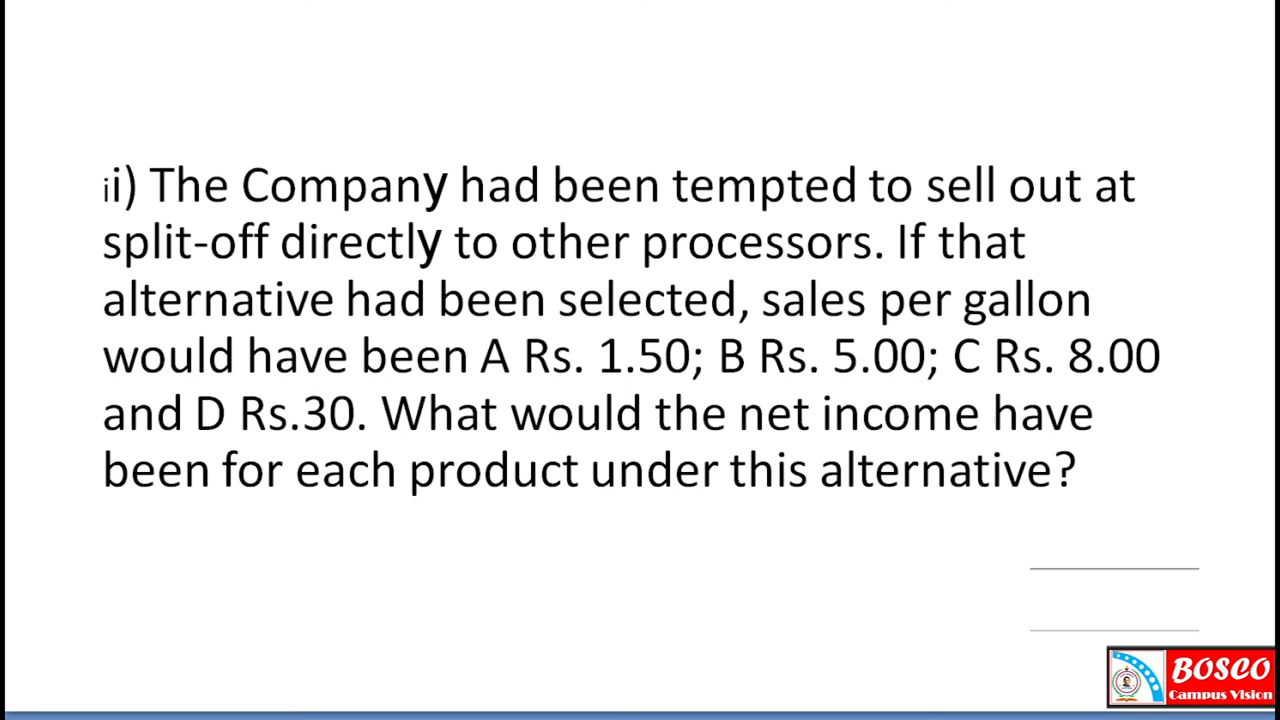 ii) The Company had been tempted to sell out at
split-off directly to other processors. If that
alternative had been selected, sales per gallon
would have been A Rs. 1.50; B Rs. 5.00; C Rs. 8.00
and D Rs.30. What would the net income have
been for each product under this alternative?
BOSCO
Campus Vision